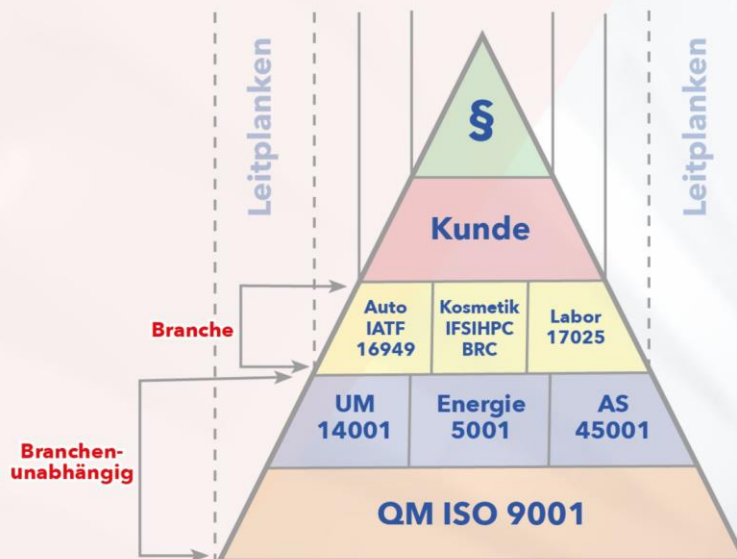 Leitplanken
§
Leitplanken
Kunde
Branche
Auto
IATF
16949
Kosmetik
IFSIHPC
BRC
Labor
17025
Branchen-
unabhängig
UM
14001
Energie
5001
AS
45001
QM ISO 9001